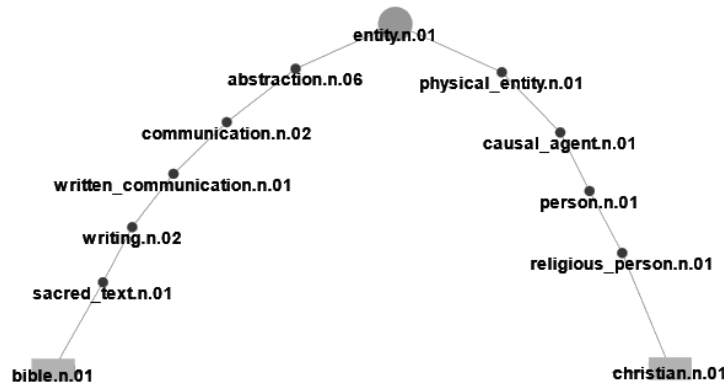 entity.n.01
abstraction.n.06
physical_entity.n.01
communication.n.02
causal_agent.n.01
written_communication.n.01
person.n.01
writing.n.02
religious_person.n.01
sacred_text.n.01
bible.n.01
christian.n.01